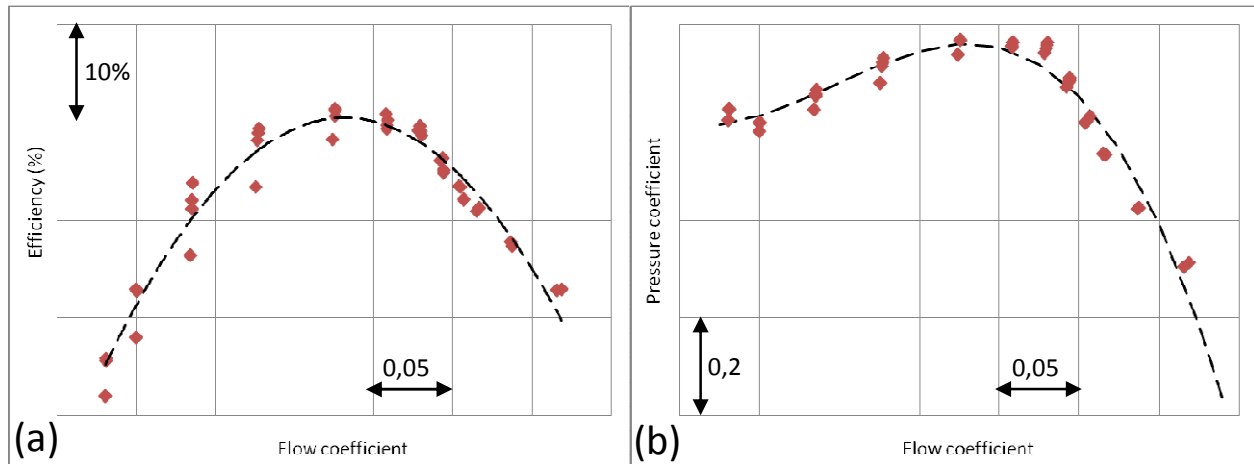 10%
Efficiency (%)
0,05
(a)
Flow coefficient
Pressure coefficient
0,2
0,05
(b)
Flow coefficient